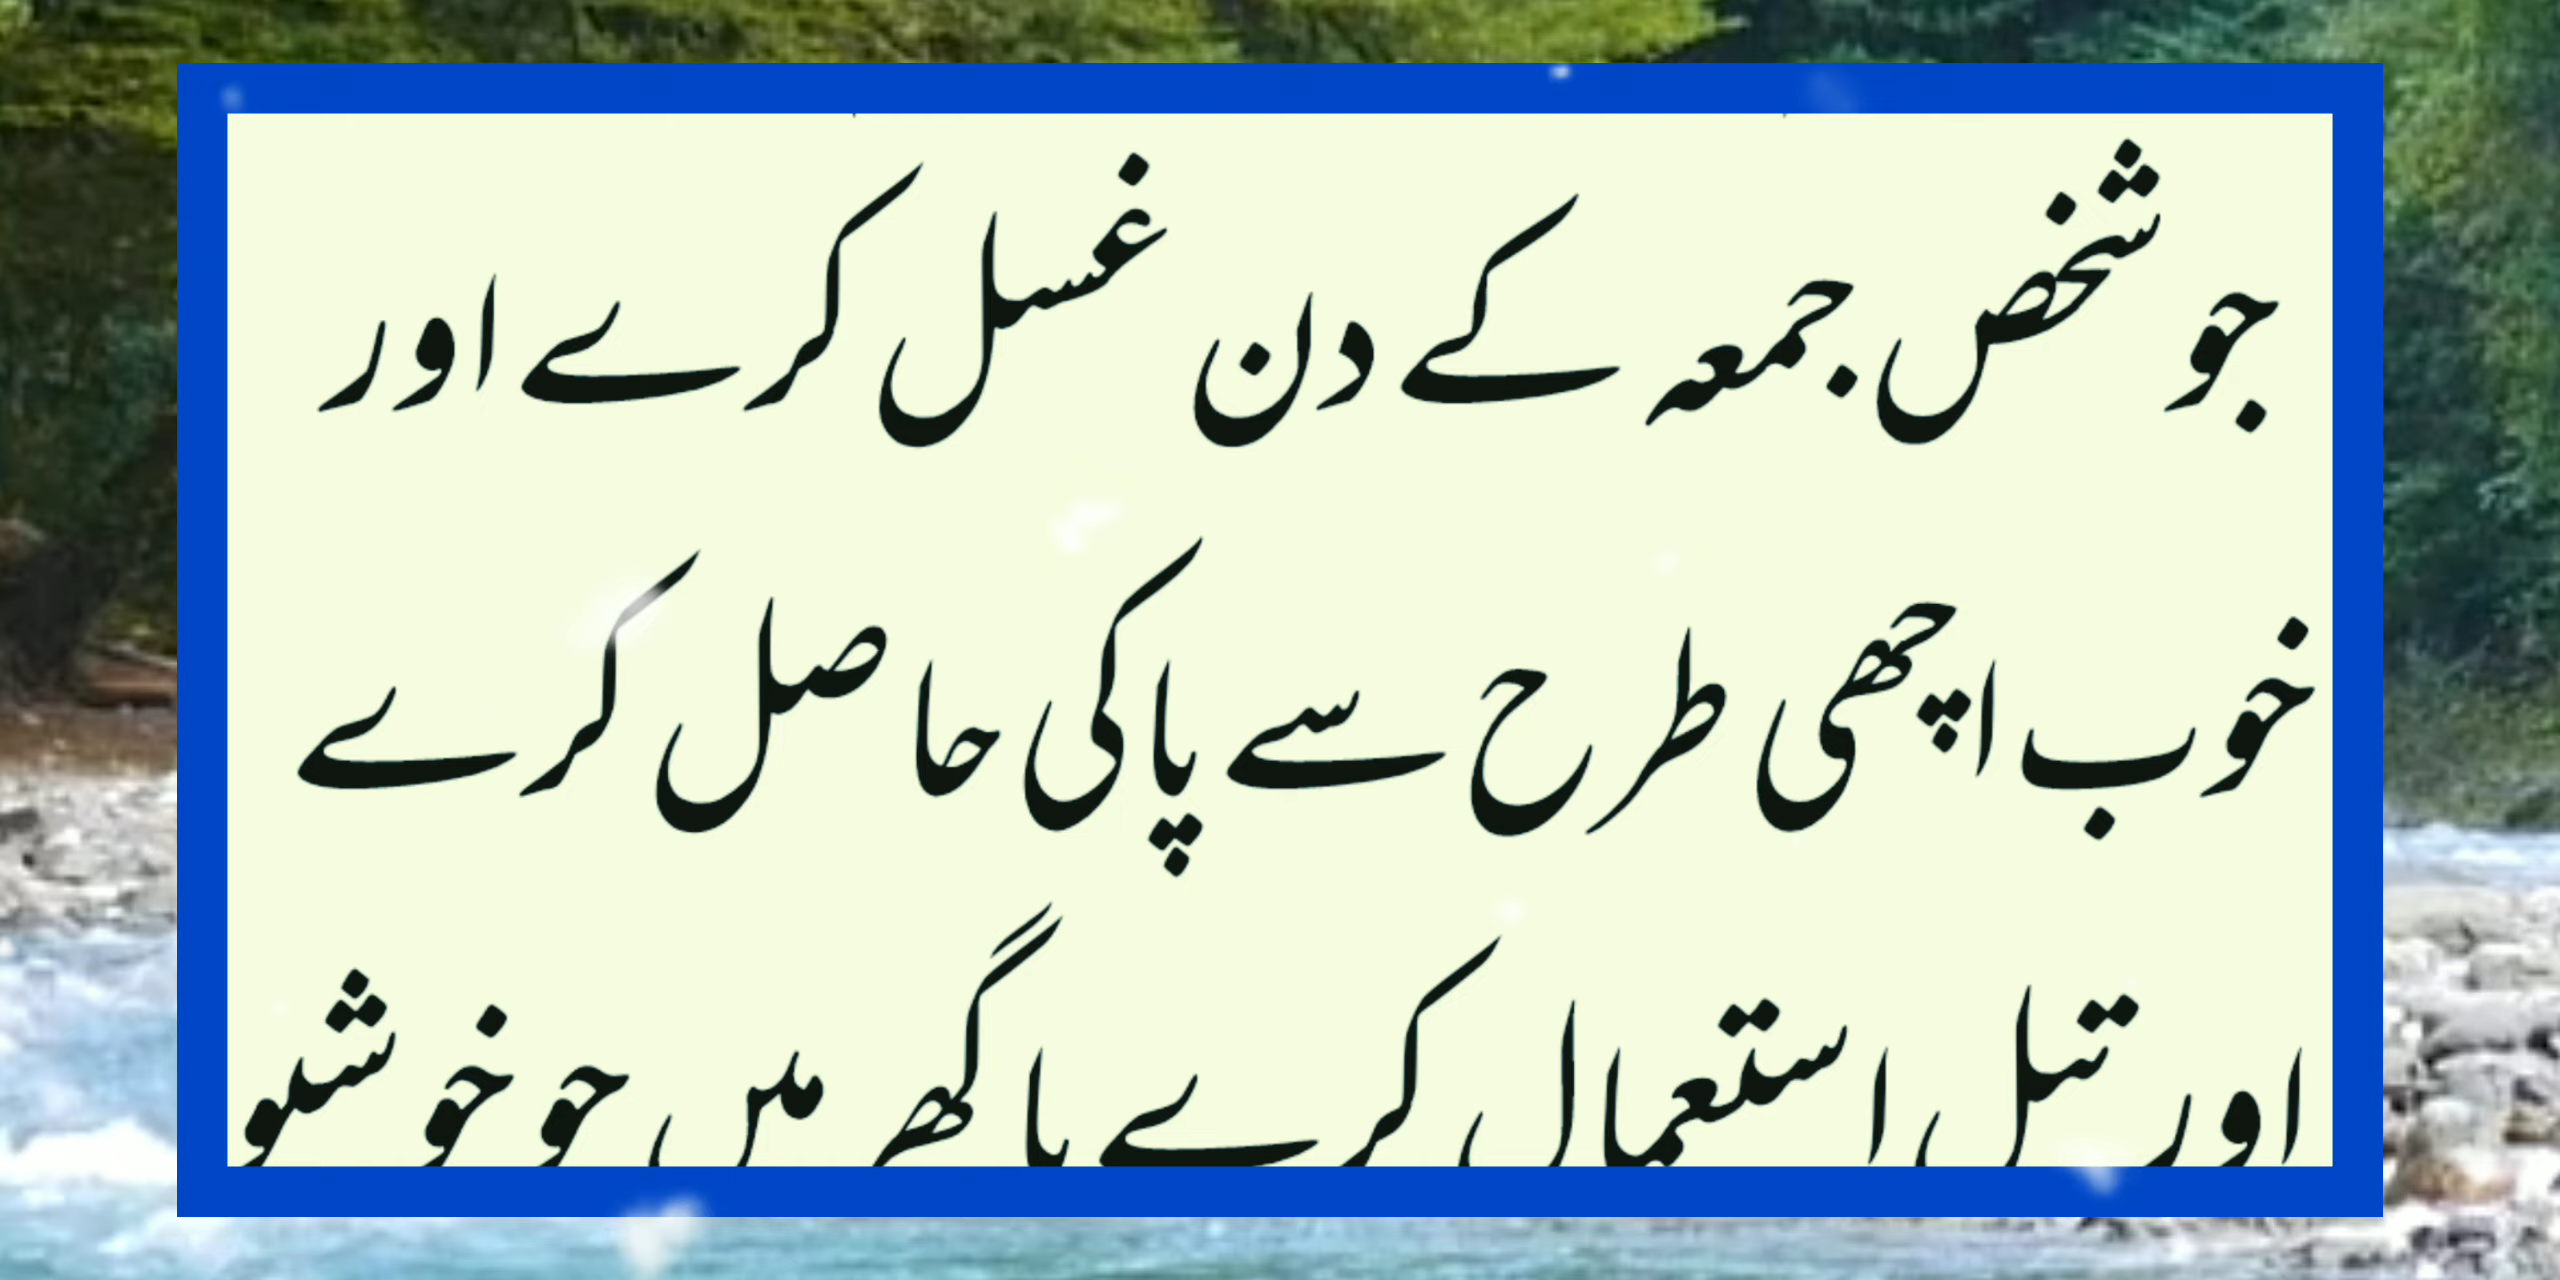 جو شخص جمعہ کے دن غسل کرے اور
خوب اچھی طرح سے پاکی حاصل کرے
اور تیل استعمال کرے یا گھر میں جو خوشبو